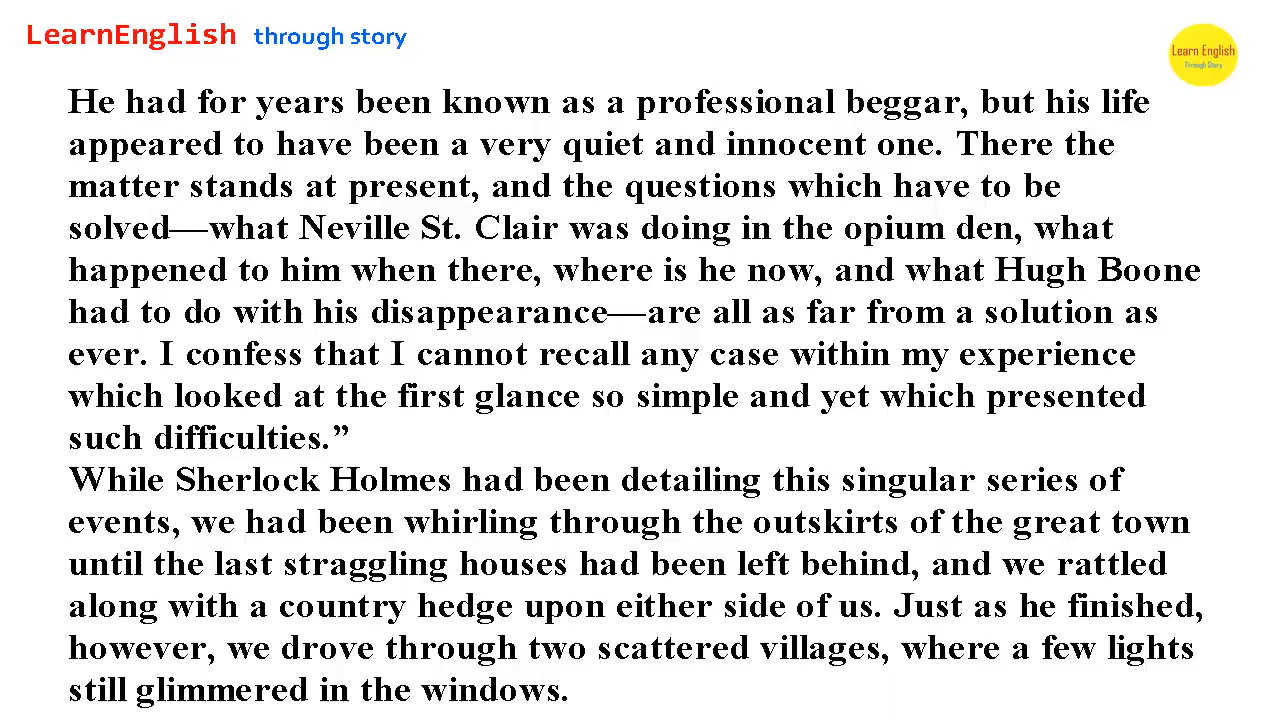 LearnEnglish through story
Learn English
Through Story
He had for years been known as a professional beggar, but his life
appeared to have been a very quiet and innocent one. There the
matter stands at present, and the questions which have to be
solved—what Neville St. Clair was doing in the opium den, what
happened to him when there, where is he now, and what Hugh Boone
had to do with his disappearance—are all as far from a solution as
ever. I confess that I cannot recall any case within my experience
which looked at the first glance so simple and yet which presented
such difficulties.”
While Sherlock Holmes had been detailing this singular series of
events, we had been whirling through the outskirts of the great town
until the last straggling houses had been left behind, and we rattled
along with a country hedge upon either side of us. Just as he finished,
however, we drove through two scattered villages, where a few lights
still glimmered in the windows.